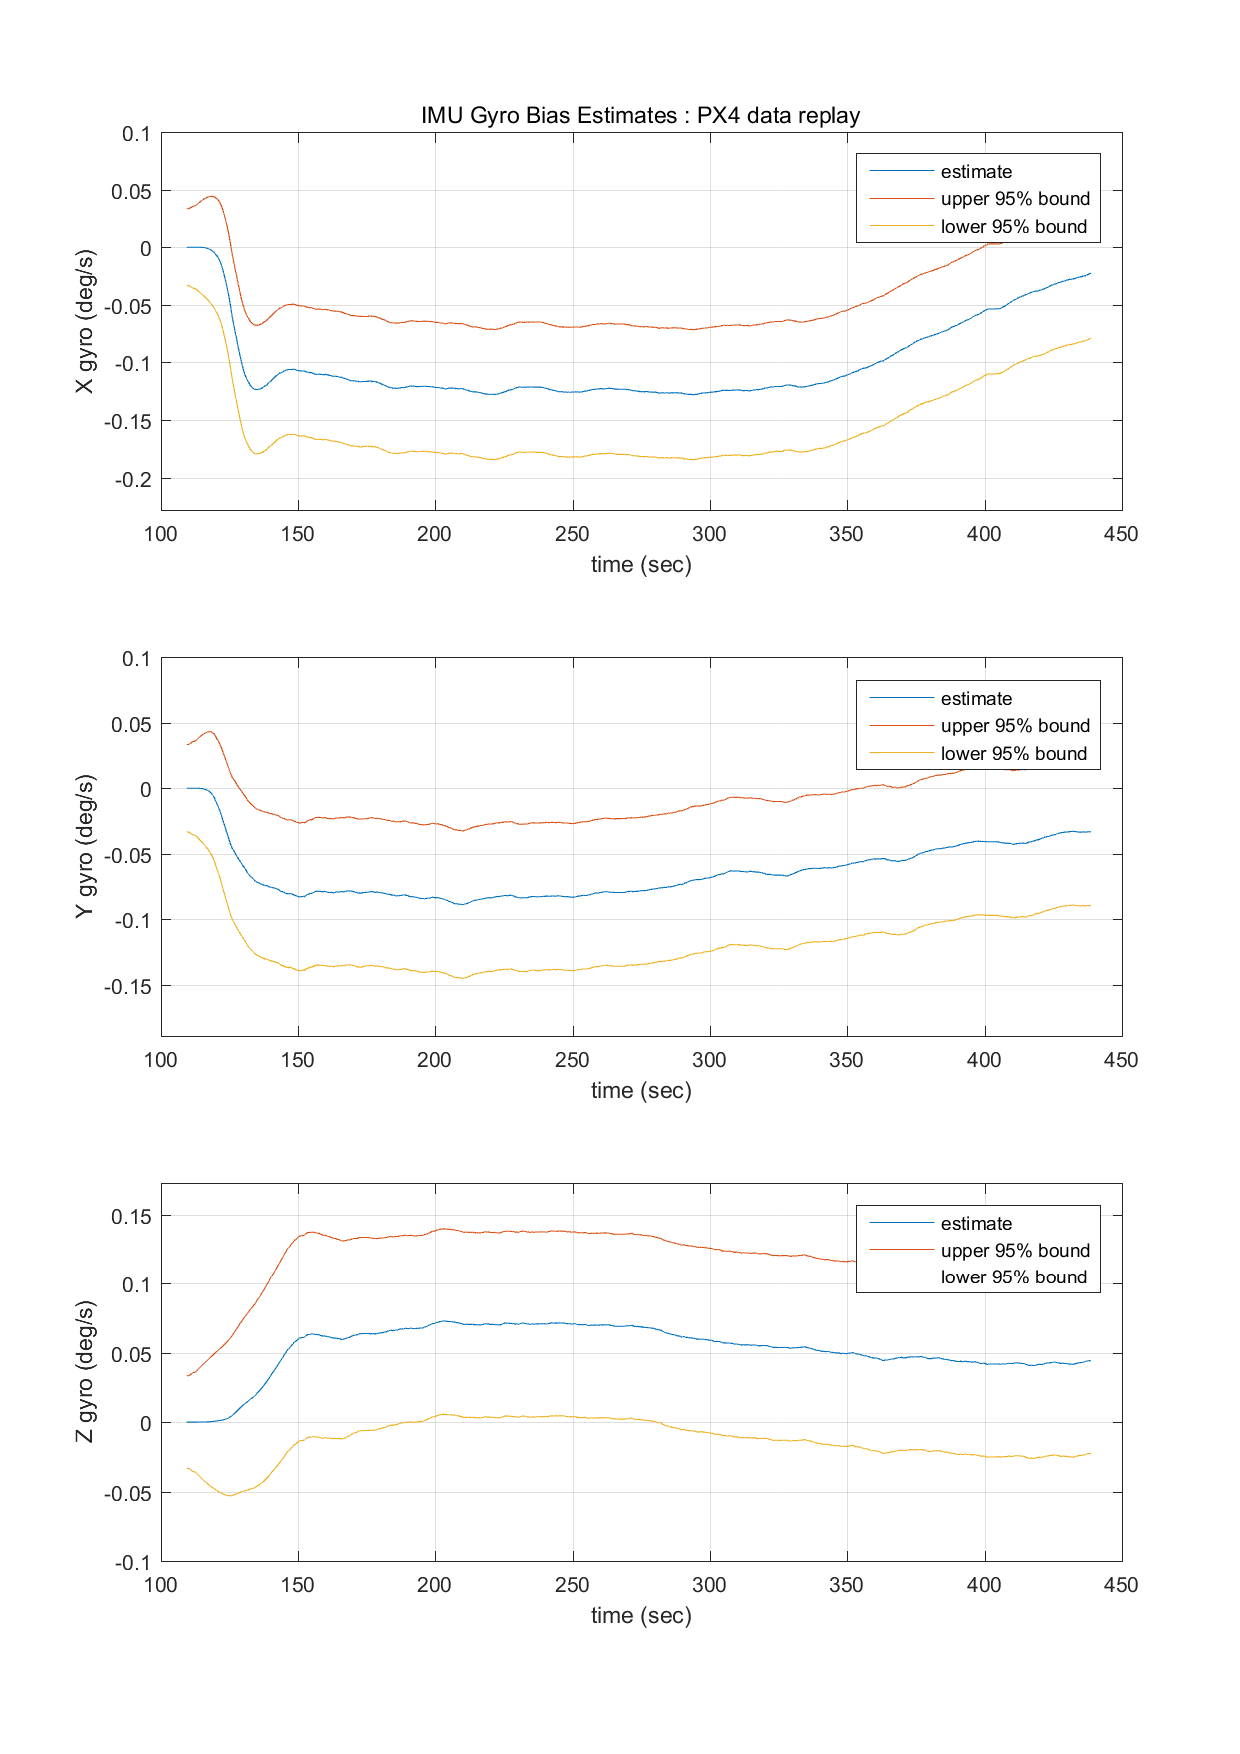 IMU Gyro Bias Estimates : PX4 data replay
0.1
0.05
0
-0.05
-0.1
-0.15
-0.2
X gyro (deg/s)
estimate
upper 95% bound
lower 95% bound
100 150 200 250 300 350 400 450
time (sec)
0.1
0.05
0
-0.05
-0.1
-0.15
Y gyro (deg/s)
estimate
upper 95% bound
lower 95% bound
100 150 200 250 300 350 400 450
time (sec)
0.15
0.1
0.05
0
-0.05
-0.1
Z gyro (deg/s)
estimate
upper 95% bound
lower 95% bound
100 150 200 250 300 350 400 450
time (sec)